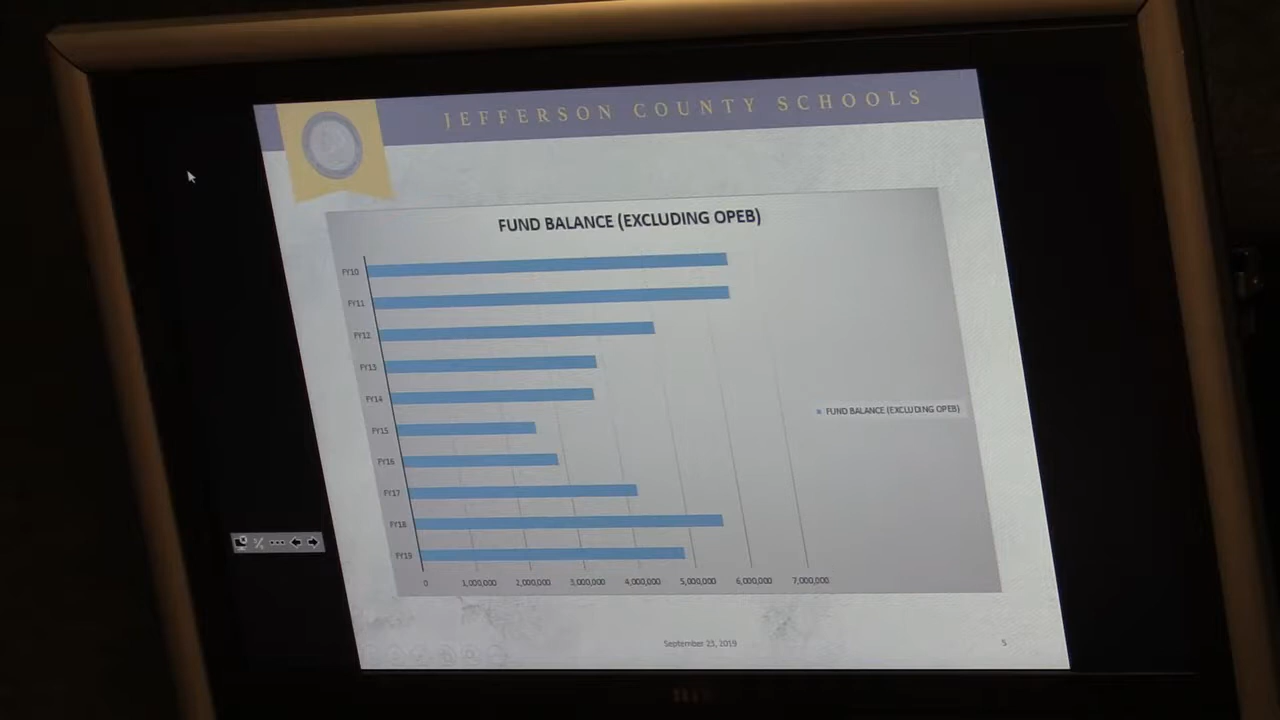 JEFFERSON COUNTY SCHOOLS
FUND BALANCE (EXCLUDING OPEB)
FY10
FY11
FY12
FY13
FY14
FY15
FY16
FY17
FY18
FY19
FUND BALANCE (EXCLUDING OPEB)
0 1,000,000 2,000,000 3,000,000 4,000,000 5,000,000 6,000,000 7,000,000
September 23, 2019 5